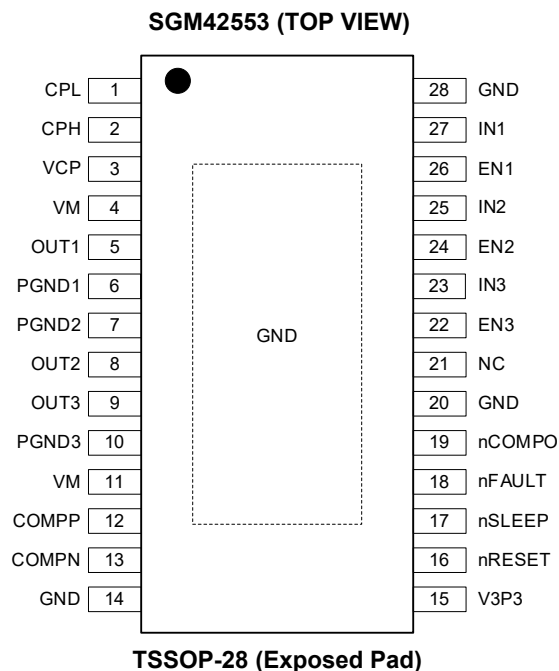 SGM42553 (TOP VIEW)
CPL 1 28 GND
CPH 2 27 IN1
VCP 3 26 EN1
VM 4 25 IN2
OUT1 5 24 EN2
PGND1 6 23 IN3
PGND2 7 22 EN3
GND
OUT2 8 21 NC
OUT3 9 20 GND
PGND3 10 19 nCOMPO
VM 11 18 nFAULT
COMPP 12 17 nSLEEP
COMPN 13 16 nRESET
GND 14 15 V3P3
TSSOP-28 (Exposed Pad)